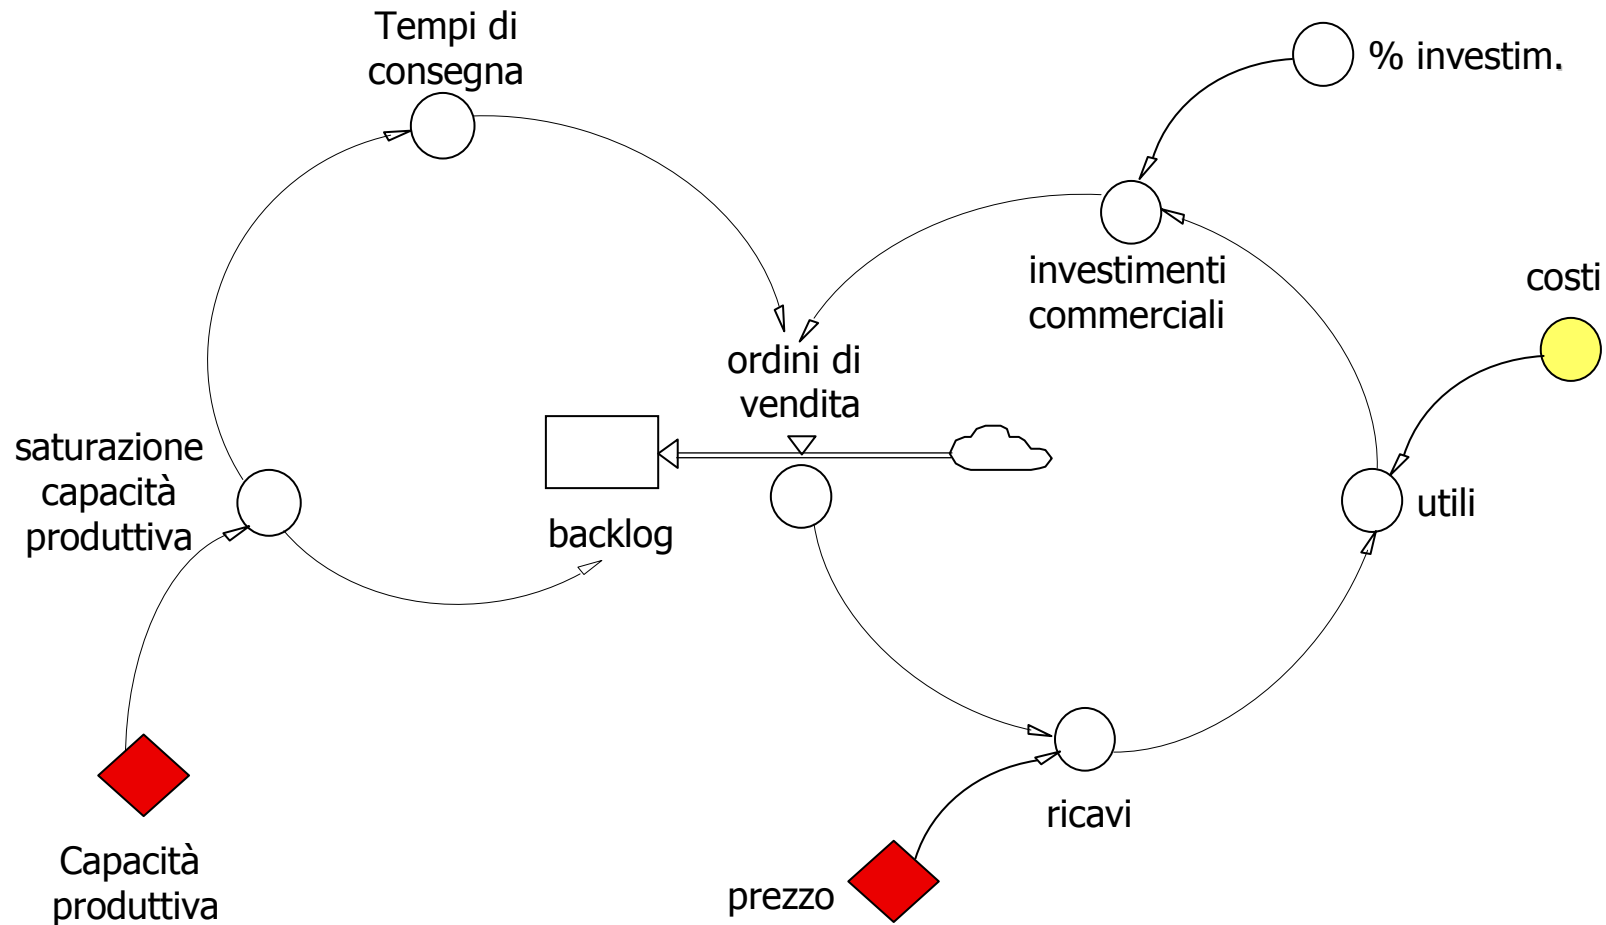 Tempi di
consegna
% investim.
investimenti
commerciali
costi
ordini di
vendita
saturazione
capacità
produttiva
backlog
utili
ricavi
Capacità
produttiva
prezzo